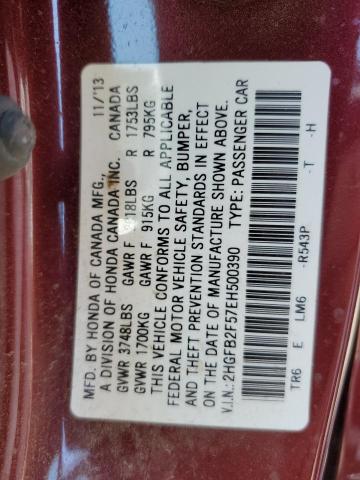 MFD. BY HONDA OF CANADA MFG., 11/'13
A DIVISION OF HONDA CANADA INC. CANADA
GVWR 3748LBS GAWR F 18LBS R 1753LBS
GVWR 1700KG GAWR F 915KG R 795KG
THIS VEHICLE CONFORMS TO ALL APPLICABLE
FEDERAL MOTOR VEHICLE SAFETY, BUMPER,
AND THEFT PREVENTION STANDARDS IN EFFECT
ON THE DATE OF MANUFACTURE SHOWN ABOVE.
V.I.N.: 2HGFB2F57EH500390 TYPE: PASSENGER CAR
TR6 E LM6 -R543P -T -H